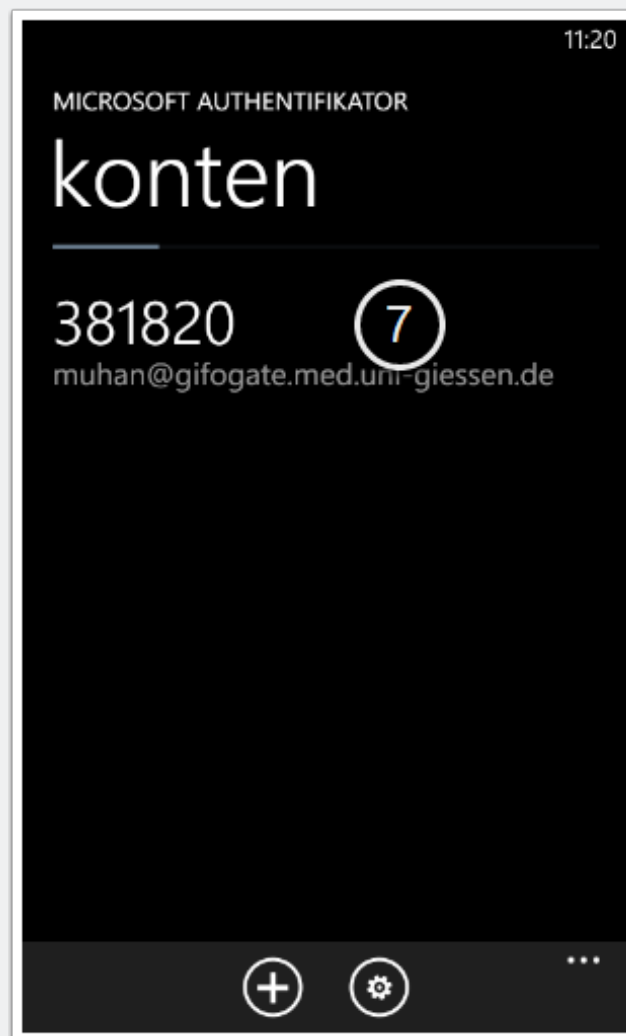 11:20
MICROSOFT AUTHENTIFIKATOR
konten
381820 7
muhan@gifogate.med.uni-giessen.de